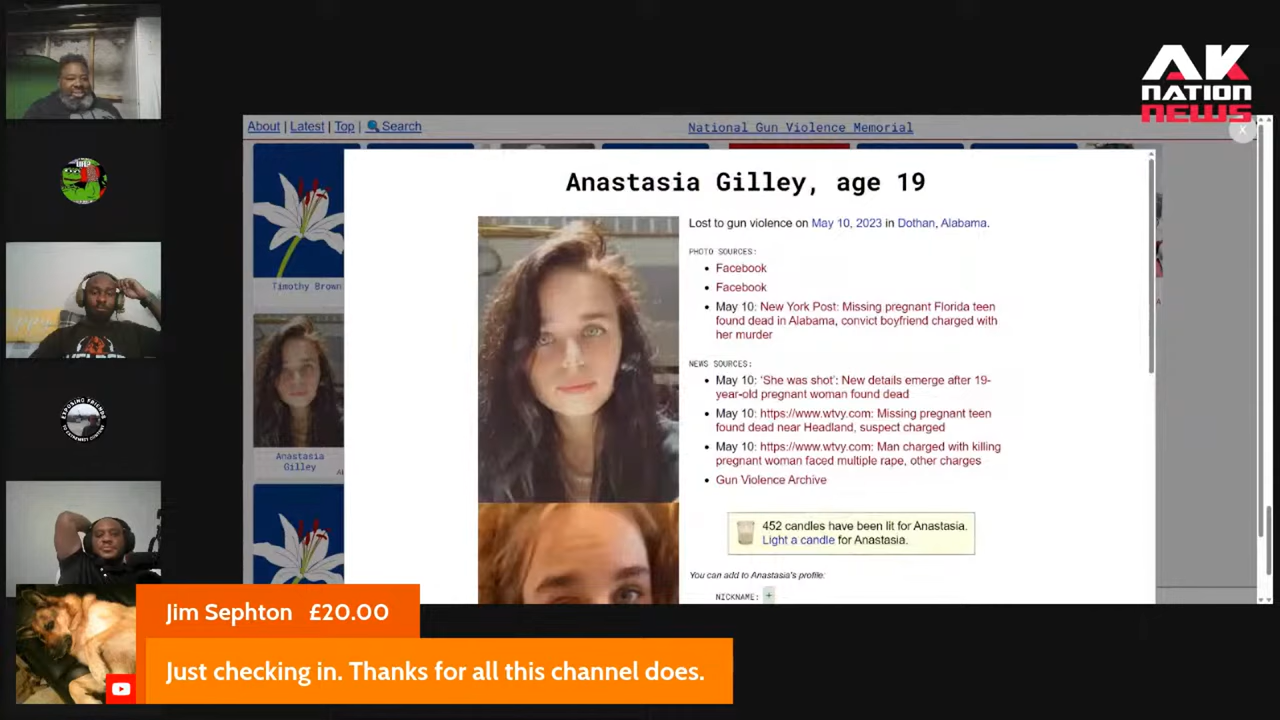 AK
NATION
NEWS
About | Latest | Top | Search
National Gun Violence Memorial
X
Anastasia Gilley, age 19
Lost to gun violence on May 10, 2023 in Dothan, Alabama.
PHOTO SOURCES:
Facebook
Facebook
May 10: New York Post: Missing pregnant Florida teen
found dead in Alabama, convict boyfriend charged with
her murder
NEWS SOURCES:
May 10: ‘She was shot’: New details emerge after 19-
year-old pregnant woman found dead
May 10: https://www.wtvy.com: Missing pregnant teen
found dead near Headland, suspect charged
May 10: https://www.wtvy.com: Man charged with killing
pregnant woman faced multiple rape, other charges
Gun Violence Archive
452 candles have been lit for Anastasia.
Light a candle for Anastasia.
You can add to Anastasia's profile:
NICKNAME: +
Timothy Brown
Anastasia
Gilley
EXPOSING FRIENDS
Jim Sephton £20.00
Just checking in. Thanks for all this channel does.